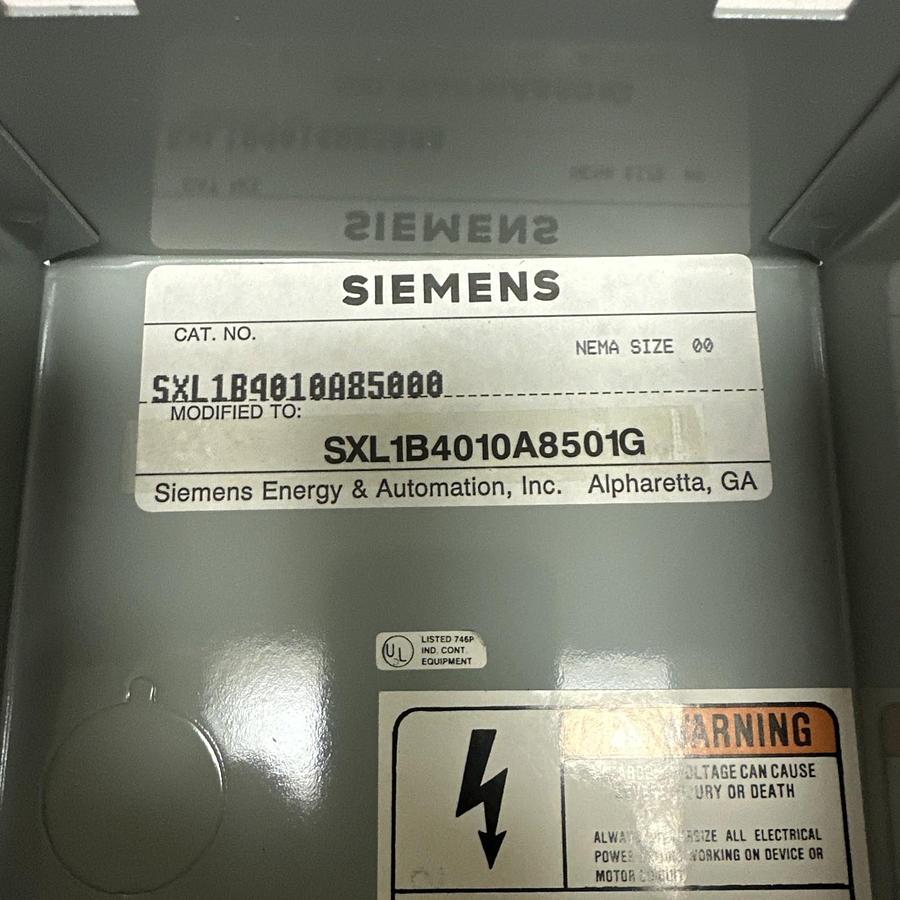 SIEMENS
CAT. NO.
NEMA SIZE 00
SXL1B4010A85000
MODIFIED TO:
SXL1B4010A8501G
Siemens Energy & Automation, Inc. Alpharetta, GA
UL
LISTED 746P
IND. CONT.
EQUIPMENT
WARNING
CAN CAUSE
OR DEATH
ALL ELECTRICAL
WORKING ON DEVICE OR
MOTOR